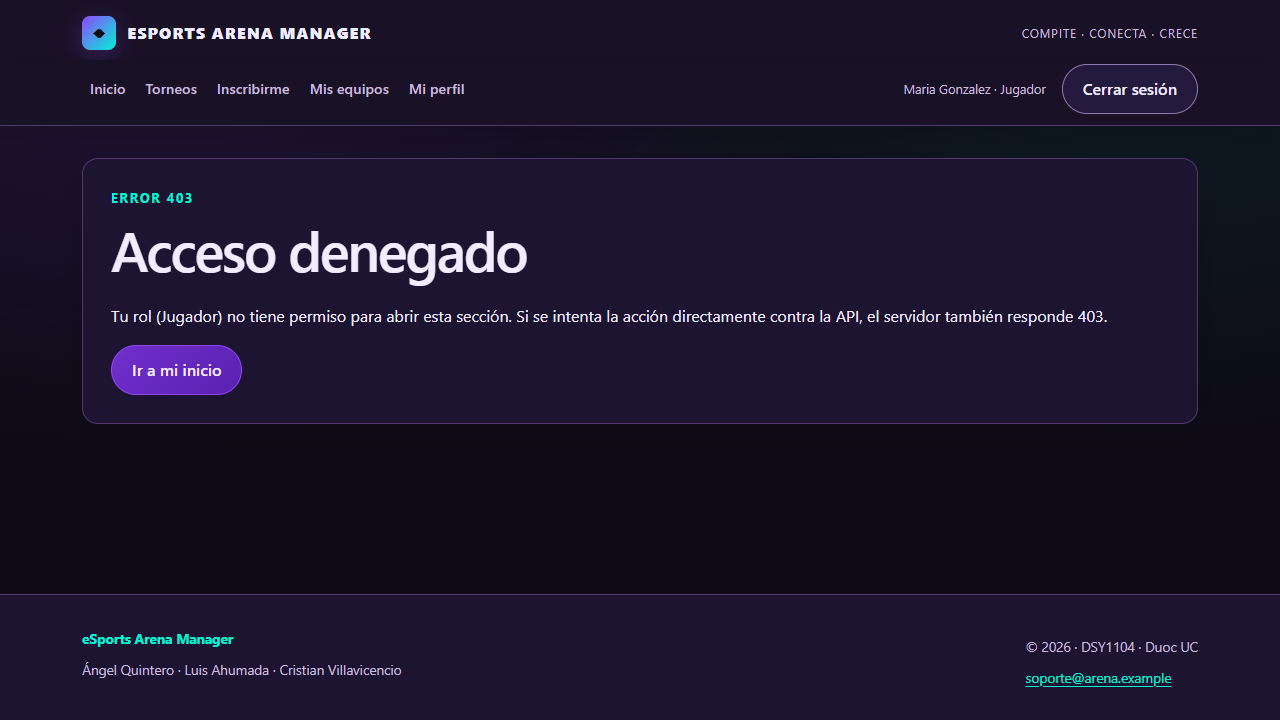 ESPORTS ARENA MANAGER
COMPITE · CONECTA · CRECE
Inicio Torneos Inscribirme Mis equipos Mi perfil
Maria Gonzalez · Jugador
Cerrar sesión
ERROR 403
Acceso denegado
Tu rol (Jugador) no tiene permiso para abrir esta sección. Si se intenta la acción directamente contra la API, el servidor también responde 403.
Ir a mi inicio
eSports Arena Manager
Ángel Quintero · Luis Ahumada · Cristian Villavicencio
© 2026 · DSY1104 · Duoc UC
soporte@arena.example